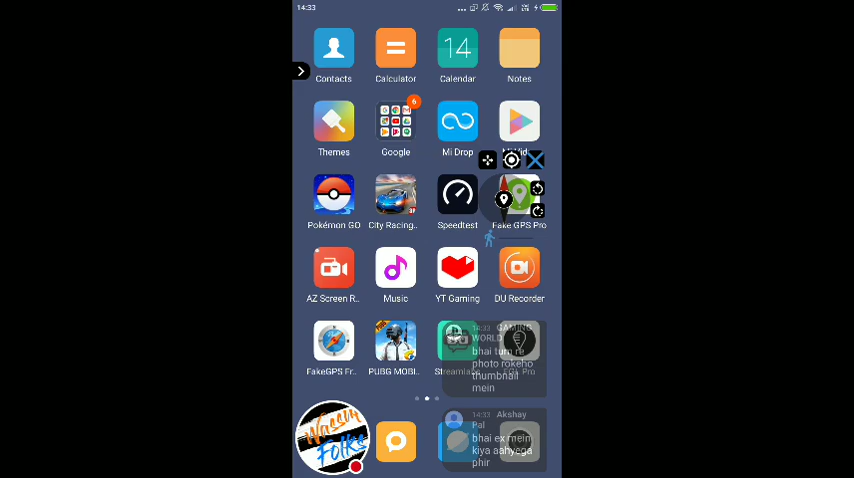 14:33
14
Contacts
Calculator
Calendar
Notes
6
Themes
Google
Mi Drop
Pokémon GO
City Racing..
Speedtest
Fake GPS Pro
AZ Screen R..
Music
YT Gaming
DU Recorder
FakeGPS Fr..
PUBG MOBI..
14:33 GAMING
WORLD
bhai tum re
photo rokeho
thumbnail
mein
14:33 Akshay
Pal
bhai ex mein
kiya aahyega
phir
Wassup
Folks